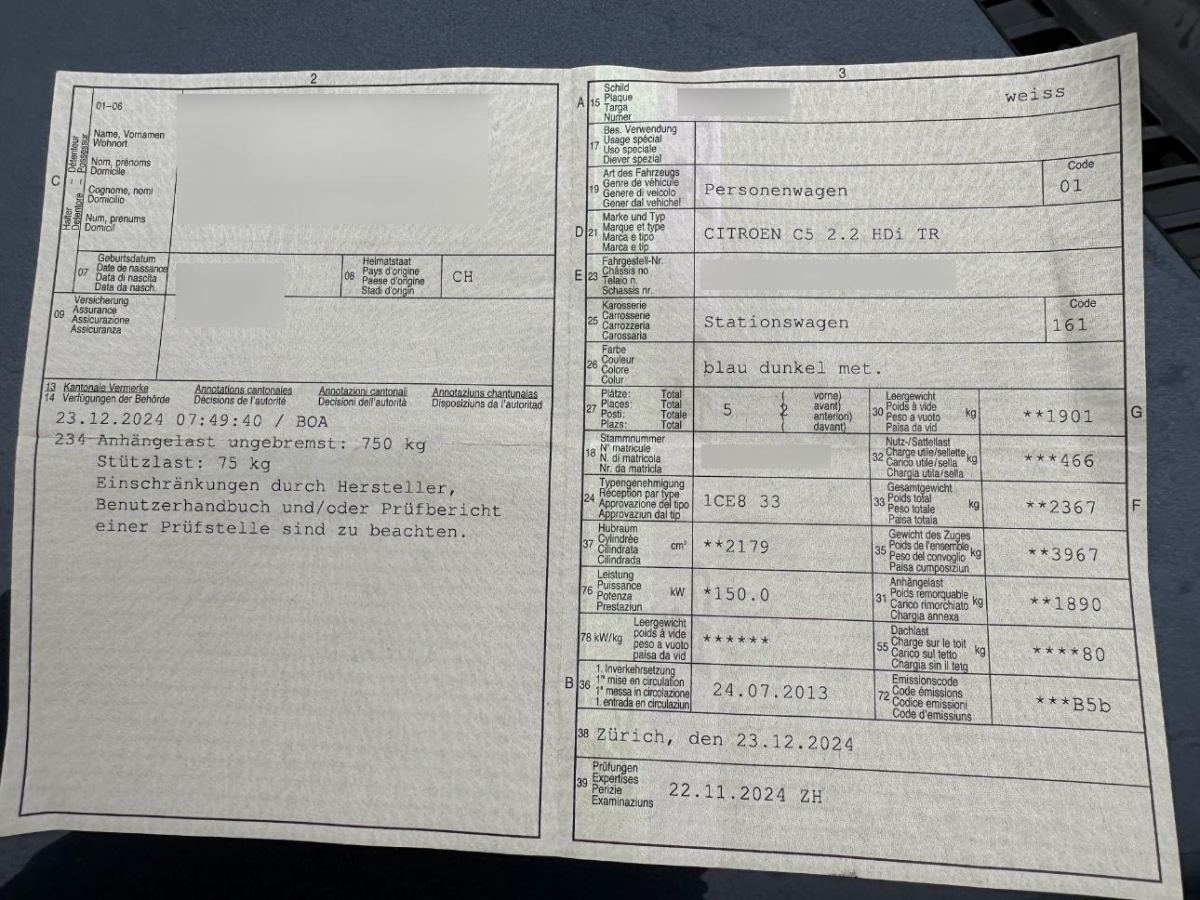 2
C
01-06
Name, Vornamen
Wohnort
Nom, prénoms
Domicile
Cognome, nomi
Domicilio
Num, prenums
Domicil
Halter – Détenteur
Detentore – Possessur
07
Geburtsdatum
Date de naissance
Data di nascita
Data da nasch.
08
Heimatstaat
Pays d'origine
Paese d'origine
Stadi d'origin
CH
09
Versicherung
Assurance
Assicurazione
Assicuranza
13 Kantonale Vermerke Annotations cantonales Annotazioni cantonali Annotaziuns chantunalas
14 Verfügungen der Behörde Décisions de l'autorité Decisioni dell'autorità Disposiziuns da l'autoritad
23.12.2024 07:49:40 / BOA
234 Anhängelast ungebremst: 750 kg
Stützlast: 75 kg
Einschränkungen durch Hersteller,
Benutzerhandbuch und/oder Prüfbericht
einer Prüfstelle sind zu beachten.
3
A 15
Schild
Plaque
Targa
Numer
weiss
17
Bes. Verwendung
Usage spécial
Uso speciale
Diever spezial
19
Art des Fahrzeugs
Genre de véhicule
Genere di veicolo
Gener dal vehichel
Personenwagen
Code
01
D 21
Marke und Typ
Marque et type
Marca e tipo
Marca e tip
CITROEN C5 2.2 HDi TR
E 23
Fahrgestell-Nr.
Châssis no
Telaio n.
Schassis nr.
25
Karosserie
Carrosserie
Carrozzeria
Carossaria
Stationswagen
Code
161
26
Farbe
Couleur
Colore
Colur
blau dunkel met.
27
Plätze: Total
Places: Total
Posti: Totale
Plazs: Total
5
( vorne)
2 avant)
anterion)
( davant)
30
Leergewicht
Poids à vide
Peso a vuoto
Paisa da vid
kg
**1901
G
18
Stammnummer
N° matricule
N. di matricola
Nr. da matricla
32
Nutz-/Sattellast
Charge utile/sellette
Carico utile/sella
Chargia utila/sella
kg
***466
24
Typengenehmigung
Réception par type
Approvazione del tipo
Approvaziun dal tip
1CE8 33
33
Gesamtgewicht
Poids total
Peso totale
Paisa totala
kg
**2367
F
37
Hubraum
Cylindrée
Cilindrata
Cilindrada
cm³
**2179
35
Gewicht des Zuges
Poids de l'ensemble
Peso del convoglio
Paisa cumposiziun
kg
**3967
76
Leistung
Puissance
Potenza
Prestaziun
kW
*150.0
31
Anhängelast
Poids remorquable
Carico rimorchiato
Chargia annexa
kg
**1890
78 kW/kg
Leergewicht
poids à vide
peso a vuoto
paisa da vid
******
55
Dachlast
Charge sur le toit
Carico sul tetto
Chargia sin il tetg
kg
****80
B 36
1. Inverkehrsetzung
1re mise en circulation
1a messa in circolazione
1. entrada en circulaziun
24.07.2013
72
Emissionscode
Code émissions
Codice emissioni
Code d'emissiuns
***B5b
38 Zürich, den 23.12.2024
39
Prüfungen
Expertises
Perizie
Examinaziuns
22.11.2024 ZH